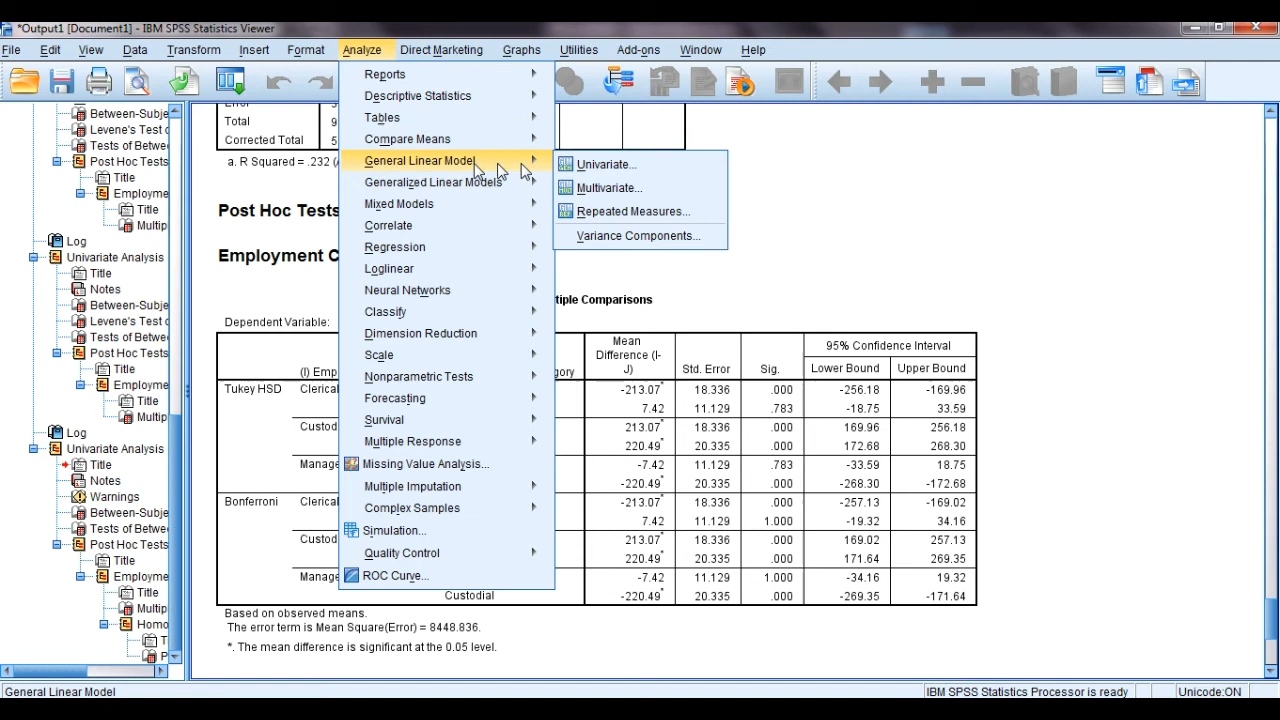 *Output1 [Document1] - IBM SPSS Statistics Viewer
File Edit View Data Transform Insert Format Analyze Direct Marketing Graphs Utilities Add-ons Window Help
Between-Subje
Levene's Test o
Tests of Betwee
Post Hoc Tests
Title
Employme
Title
Multip
Log
Univariate Analysis
Title
Notes
Between-Subje
Levene's Test o
Tests of Betwee
Post Hoc Tests
Title
Employme
Title
Multip
Log
Univariate Analysis
Title
Notes
Warnings
Between-Subje
Tests of Betwee
Post Hoc Tests
Title
Employme
Title
Multip
Homo
T
P
Reports
Descriptive Statistics
Tables
Compare Means
General Linear Model
Generalized Linear Models
Mixed Models
Correlate
Regression
Loglinear
Neural Networks
Classify
Dimension Reduction
Scale
Nonparametric Tests
Forecasting
Survival
Multiple Response
Missing Value Analysis...
Multiple Imputation
Complex Samples
Simulation...
Quality Control
ROC Curve...
Univariate...
Multivariate...
Repeated Measures...
Variance Components...
Error
Total 9
Corrected Total 5
a. R Squared = .232 (A
Post Hoc Tests
Employment C
tiple Comparisons
Dependent Variable:
(I) Emp gory Mean Difference (I-J) Std. Error Sig. 95% Confidence Interval
Lower Bound Upper Bound
Tukey HSD Cleric -213.07* 18.336 .000 -256.18 -169.96
7.42 11.129 .783 -18.75 33.59
Custod 213.07* 18.336 .000 169.96 256.18
220.49* 20.335 .000 172.68 268.30
Manage -7.42 11.129 .783 -33.59 18.75
-220.49* 20.335 .000 -268.30 -172.68
Bonferroni Cleric -213.07* 18.336 .000 -257.13 -169.02
7.42 11.129 1.000 -19.32 34.16
Custod 213.07* 18.336 .000 169.02 257.13
220.49* 20.335 .000 171.64 269.35
Manage -7.42 11.129 1.000 -34.16 19.32
Custodial -220.49* 20.335 .000 -269.35 -171.64
Based on observed means.
The error term is Mean Square(Error) = 8448.836.
*. The mean difference is significant at the 0.05 level.
General Linear Model
IBM SPSS Statistics Processor is ready
Unicode:ON